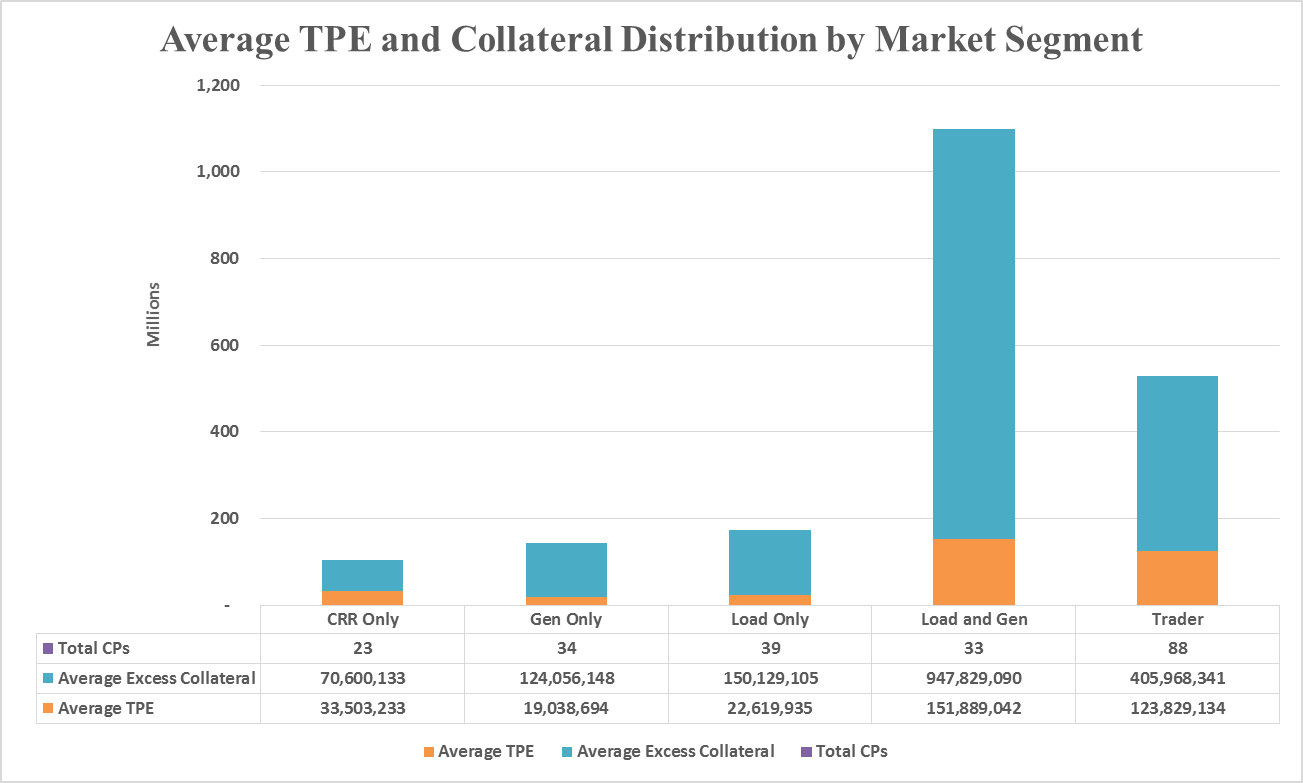 Average TPE and Collateral Distribution by Market Segment
1,200
1,000
800
600
400
200
-
Millions
CRR Only Gen Only Load Only Load and Gen Trader
Total CPs 23 34 39 33 88
Average Excess Collateral 70,600,133 124,056,148 150,129,105 947,829,090 405,968,341
Average TPE 33,503,233 19,038,694 22,619,935 151,889,042 123,829,134
Average TPE Average Excess Collateral Total CPs